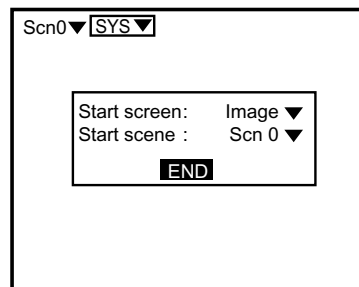 Scn0▼ SYS▼
Start screen: Image ▼
Start scene : Scn 0 ▼
END